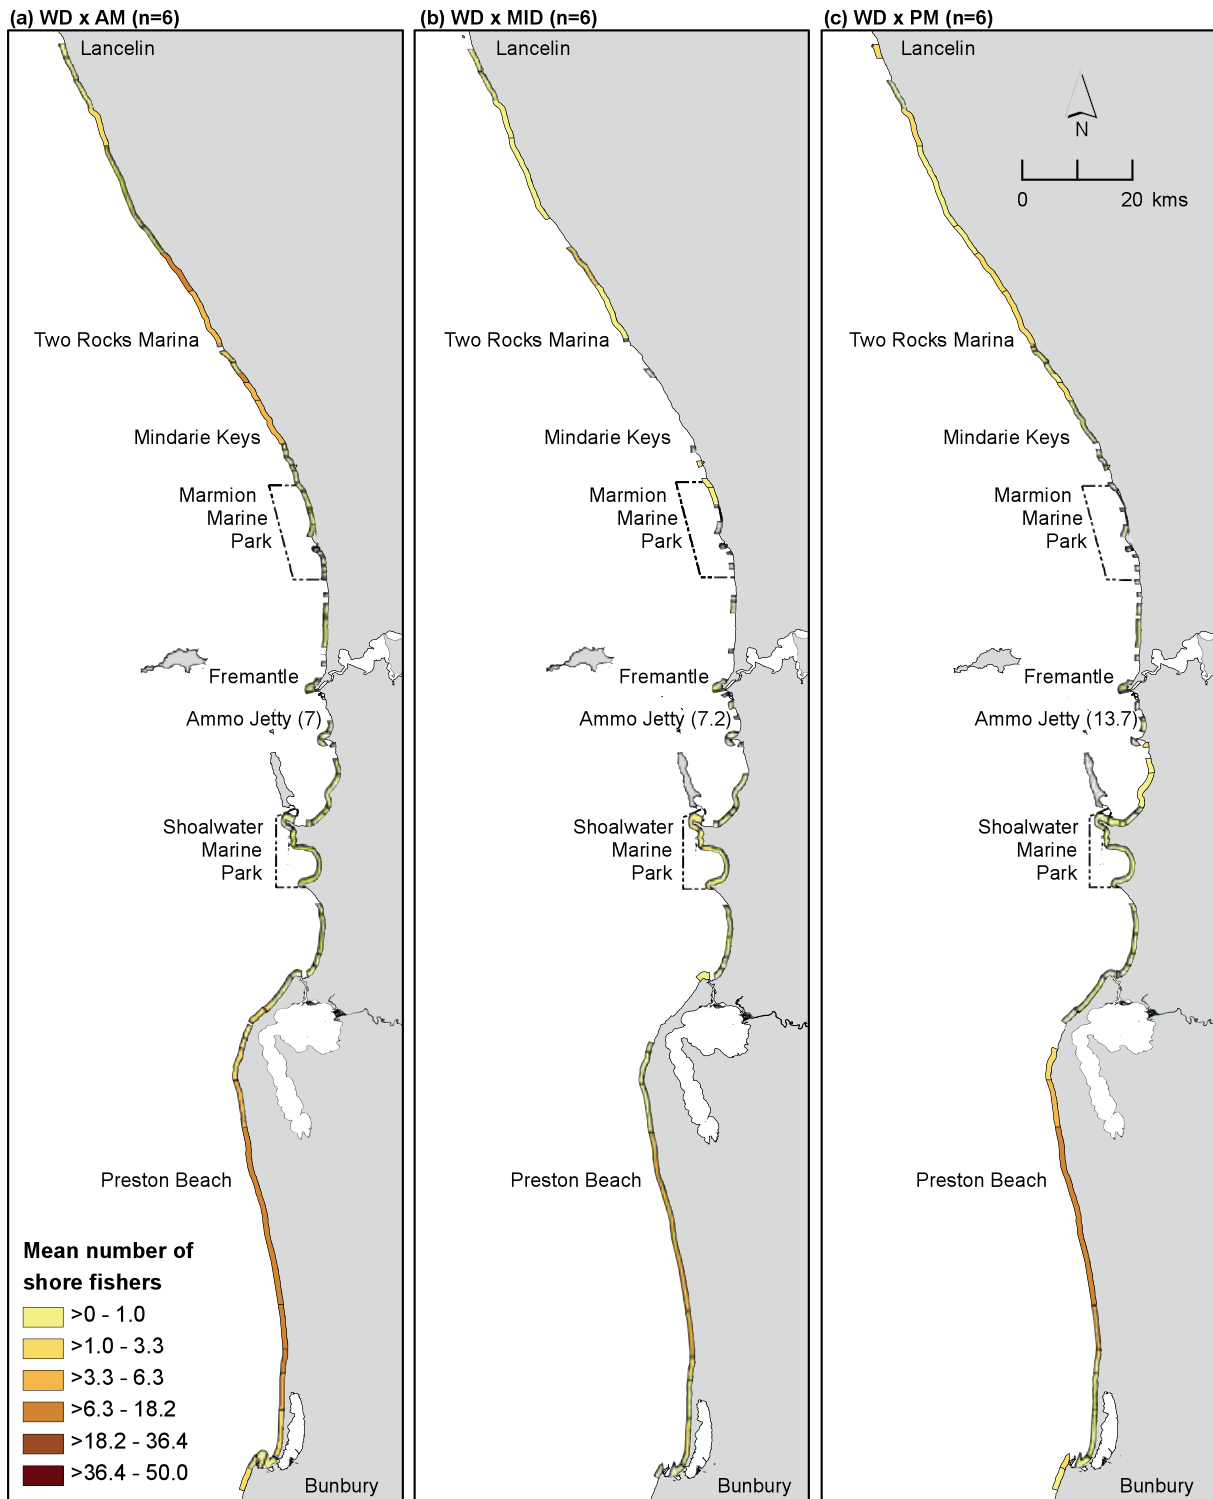 (a) WD x AM (n=6)
Lancelin
Two Rocks Marina
Mindarie Keys
Marmion
Marine
Park
Fremantle
Ammo Jetty (7)
Shoalwater
Marine
Park
Preston Beach
Mean number of
shore fishers
>0 - 1.0
>1.0 - 3.3
>3.3 - 6.3
>6.3 - 18.2
>18.2 - 36.4
>36.4 - 50.0
Bunbury
(b) WD x MID (n=6)
Lancelin
Two Rocks Marina
Mindarie Keys
Marmion
Marine
Park
Fremantle
Ammo Jetty (7.2)
Shoalwater
Marine
Park
Preston Beach
Bunbury
(c) WD x PM (n=6)
Lancelin
N
0 20 kms
Two Rocks Marina
Mindarie Keys
Marmion
Marine
Park
Fremantle
Ammo Jetty (13.7)
Shoalwater
Marine
Park
Preston Beach
Bunbury